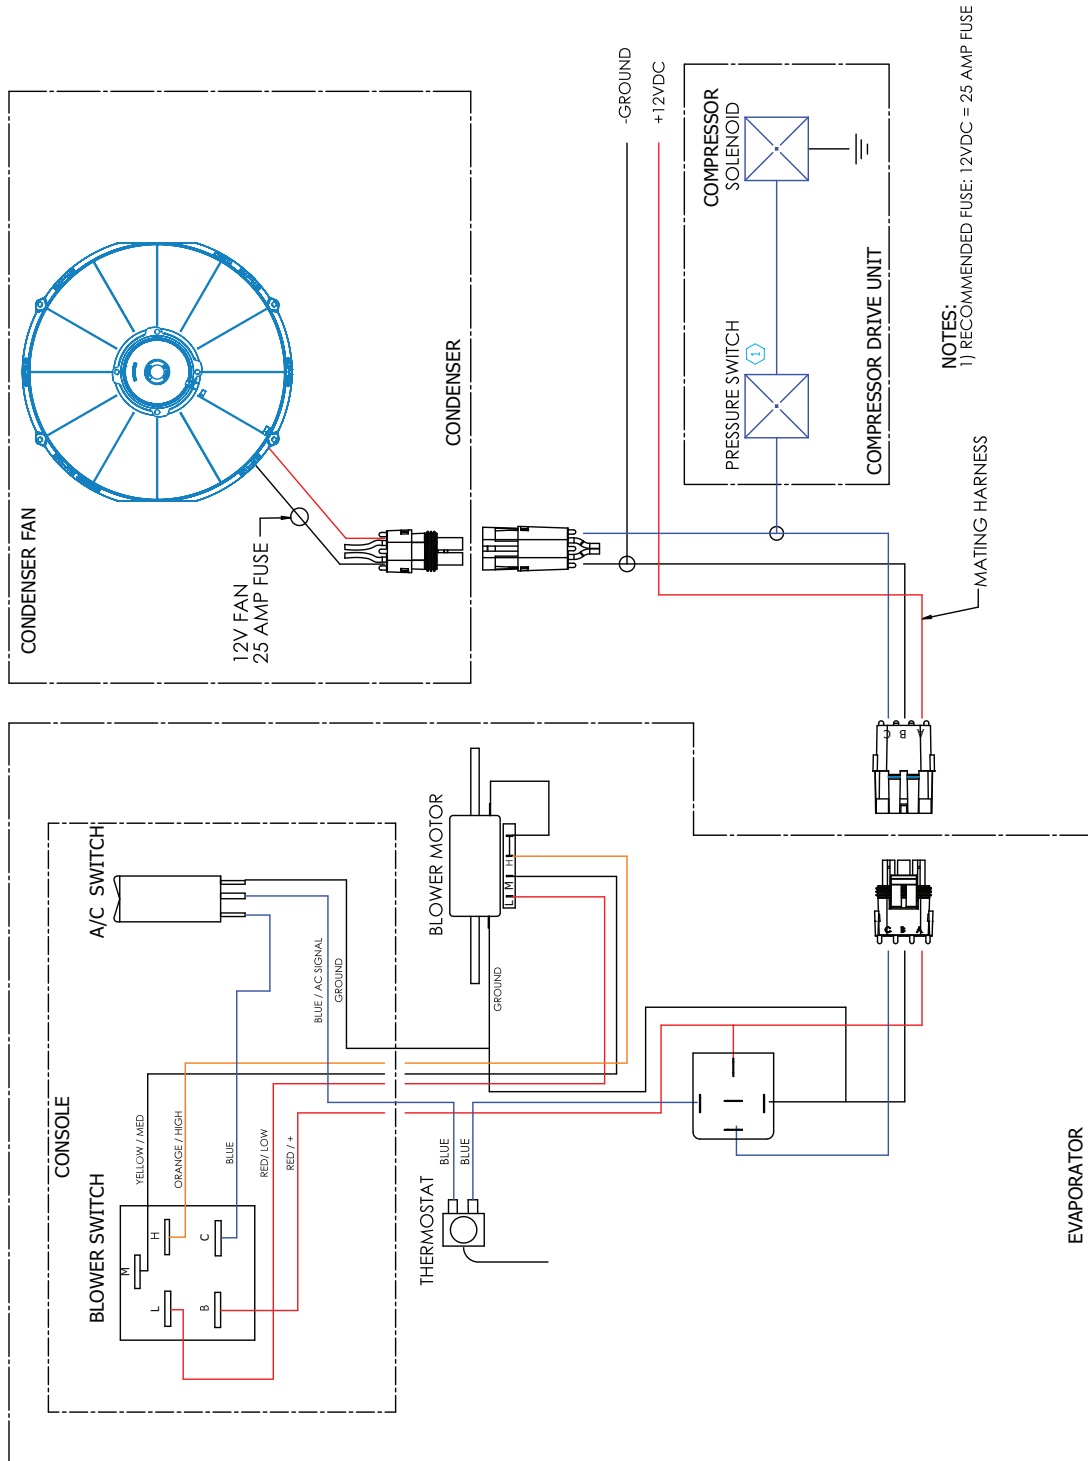 CONDENSER FAN
12V FAN
25 AMP FUSE
CONDENSER
-GROUND
+12VDC
COMPRESSOR
SOLENOID
PRESSURE SWITCH
1
COMPRESSOR DRIVE UNIT
NOTES:
1) RECOMMENDED FUSE: 12VDC = 25 AMP FUSE
MATING HARNESS
C
B
A
CONSOLE
A/C SWITCH
BLOWER SWITCH
M
L
H
B
C
YELLOW / MED
ORANGE / HIGH
BLUE
RED/ LOW
RED / +
BLUE / AC SIGNAL
GROUND
BLOWER MOTOR
L
M
H
GROUND
THERMOSTAT
BLUE
BLUE
C
B
A
EVAPORATOR